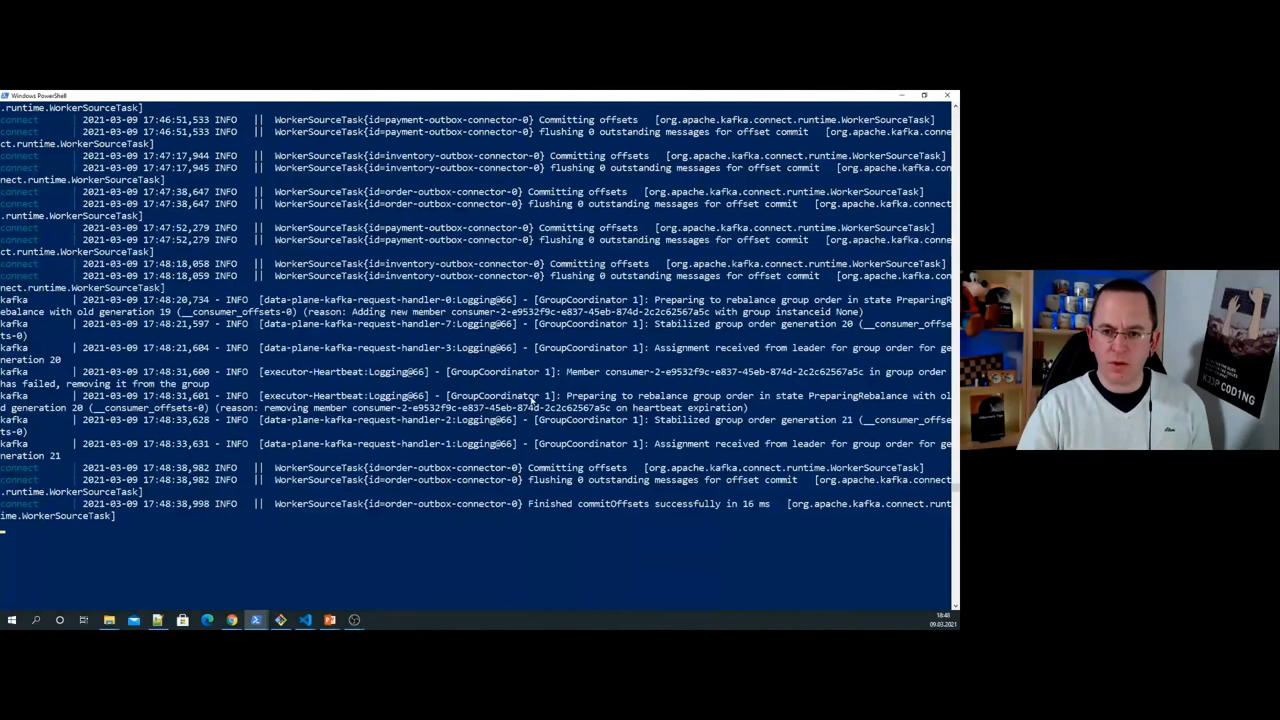 Windows PowerShell
.runtime.WorkerSourceTask]
connect | 2021-03-09 17:46:51,533 INFO || WorkerSourceTask{id=payment-outbox-connector-0} Committing offsets [org.apache.kafka.connect.runtime.WorkerSourceTask]
connect | 2021-03-09 17:46:51,533 INFO || WorkerSourceTask{id=payment-outbox-connector-0} flushing 0 outstanding messages for offset commit [org.apache.kafka.conne
ct.runtime.WorkerSourceTask]
connect | 2021-03-09 17:47:17,944 INFO || WorkerSourceTask{id=inventory-outbox-connector-0} Committing offsets [org.apache.kafka.connect.runtime.WorkerSourceTask]
connect | 2021-03-09 17:47:17,945 INFO || WorkerSourceTask{id=inventory-outbox-connector-0} flushing 0 outstanding messages for offset commit [org.apache.kafka.con
nect.runtime.WorkerSourceTask]
connect | 2021-03-09 17:47:38,647 INFO || WorkerSourceTask{id=order-outbox-connector-0} Committing offsets [org.apache.kafka.connect.runtime.WorkerSourceTask]
connect | 2021-03-09 17:47:38,647 INFO || WorkerSourceTask{id=order-outbox-connector-0} flushing 0 outstanding messages for offset commit [org.apache.kafka.connect
.runtime.WorkerSourceTask]
connect | 2021-03-09 17:47:52,279 INFO || WorkerSourceTask{id=payment-outbox-connector-0} Committing offsets [org.apache.kafka.connect.runtime.WorkerSourceTask]
connect | 2021-03-09 17:47:52,279 INFO || WorkerSourceTask{id=payment-outbox-connector-0} flushing 0 outstanding messages for offset commit [org.apache.kafka.conne
ct.runtime.WorkerSourceTask]
connect | 2021-03-09 17:48:18,058 INFO || WorkerSourceTask{id=inventory-outbox-connector-0} Committing offsets [org.apache.kafka.connect.runtime.WorkerSourceTask]
connect | 2021-03-09 17:48:18,059 INFO || WorkerSourceTask{id=inventory-outbox-connector-0} flushing 0 outstanding messages for offset commit [org.apache.kafka.con
nect.runtime.WorkerSourceTask]
kafka | 2021-03-09 17:48:20,734 - INFO [data-plane-kafka-request-handler-0:Logging@66] - [GroupCoordinator 1]: Preparing to rebalance group order in state PreparingR
ebalance with old generation 19 (__consumer_offsets-0) (reason: Adding new member consumer-2-e9532f9c-e837-45eb-874d-2c2c62567a5c with group instanceid None)
kafka | 2021-03-09 17:48:21,597 - INFO [data-plane-kafka-request-handler-7:Logging@66] - [GroupCoordinator 1]: Stabilized group order generation 20 (__consumer_offse
ts-0)
kafka | 2021-03-09 17:48:21,604 - INFO [data-plane-kafka-request-handler-3:Logging@66] - [GroupCoordinator 1]: Assignment received from leader for group order for ge
neration 20
kafka | 2021-03-09 17:48:31,600 - INFO [executor-Heartbeat:Logging@66] - [GroupCoordinator 1]: Member consumer-2-e9532f9c-e837-45eb-874d-2c2c62567a5c in group order
has failed, removing it from the group
kafka | 2021-03-09 17:48:31,601 - INFO [executor-Heartbeat:Logging@66] - [GroupCoordinator 1]: Preparing to rebalance group order in state PreparingRebalance with ol
d generation 20 (__consumer_offsets-0) (reason: removing member consumer-2-e9532f9c-e837-45eb-874d-2c2c62567a5c on heartbeat expiration)
kafka | 2021-03-09 17:48:33,628 - INFO [data-plane-kafka-request-handler-2:Logging@66] - [GroupCoordinator 1]: Stabilized group order generation 21 (__consumer_offse
ts-0)
kafka | 2021-03-09 17:48:33,631 - INFO [data-plane-kafka-request-handler-1:Logging@66] - [GroupCoordinator 1]: Assignment received from leader for group order for ge
neration 21
connect | 2021-03-09 17:48:38,982 INFO || WorkerSourceTask{id=order-outbox-connector-0} Committing offsets [org.apache.kafka.connect.runtime.WorkerSourceTask]
connect | 2021-03-09 17:48:38,982 INFO || WorkerSourceTask{id=order-outbox-connector-0} flushing 0 outstanding messages for offset commit [org.apache.kafka.connect
.runtime.WorkerSourceTask]
connect | 2021-03-09 17:48:38,998 INFO || WorkerSourceTask{id=order-outbox-connector-0} Finished commitOffsets successfully in 16 ms [org.apache.kafka.connect.runt
ime.WorkerSourceTask]
18:48
09.03.2021
K33P C0D1NG